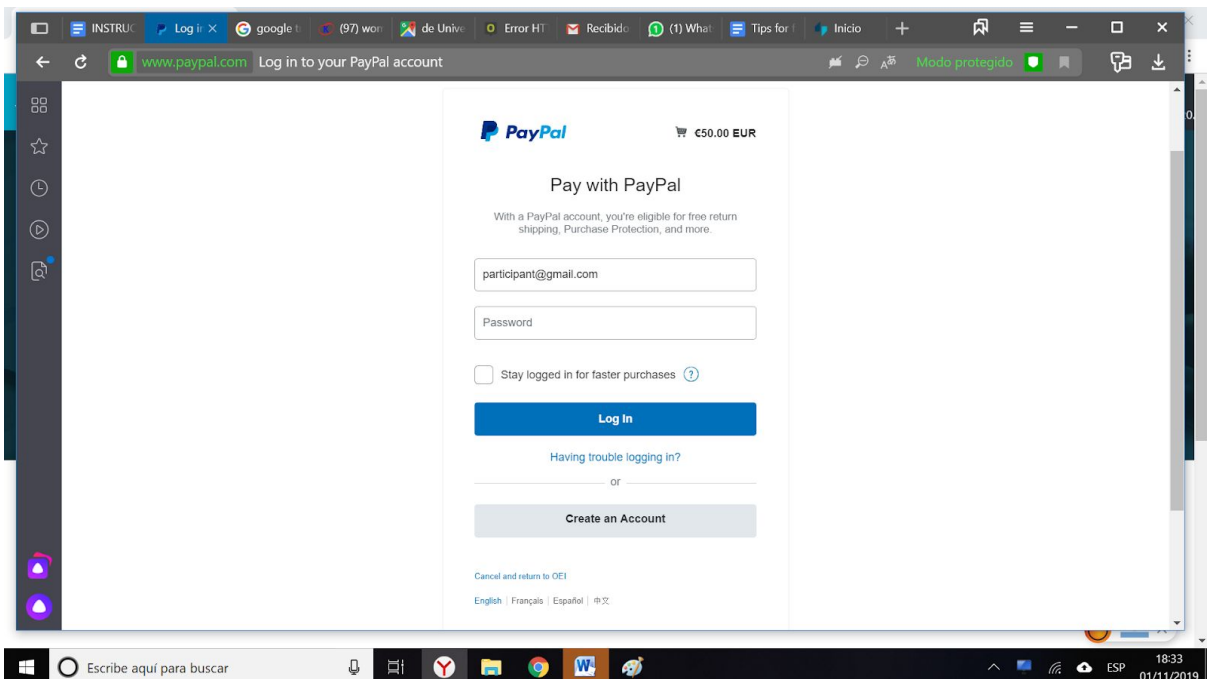 INSTRUC
Log in
google t
(97) wom
de Unive
Error HT
Recibido
(1) What
Tips for
Inicio
www.paypal.com Log in to your PayPal account
Modo protegido
PayPal
€50.00 EUR
Pay with PayPal
With a PayPal account, you're eligible for free return
shipping, Purchase Protection, and more.
participant@gmail.com
Password
Stay logged in for faster purchases ?
Log In
Having trouble logging in?
or
Create an Account
Cancel and return to OEI
English | Français | Español | 中文
Escribe aquí para buscar
ESP
18:33
01/11/2019